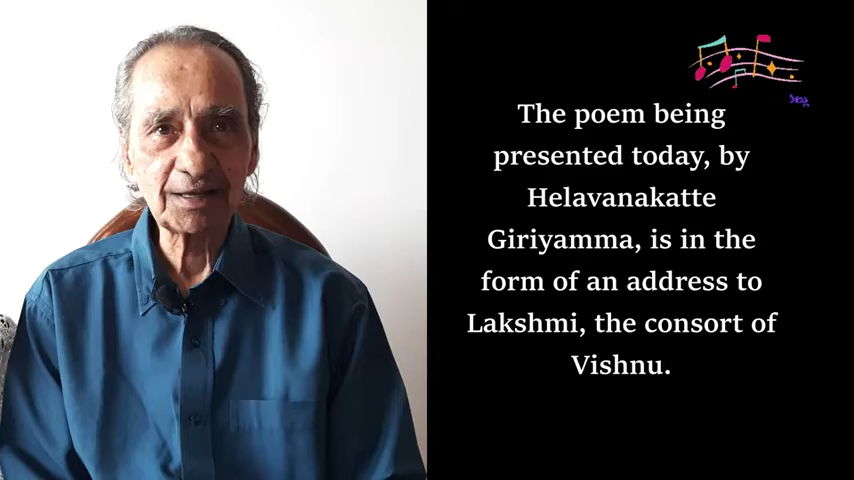 The poem being
presented today, by
Helavanakatte
Giriyamma, is in the
form of an address to
Lakshmi, the consort of
Vishnu.